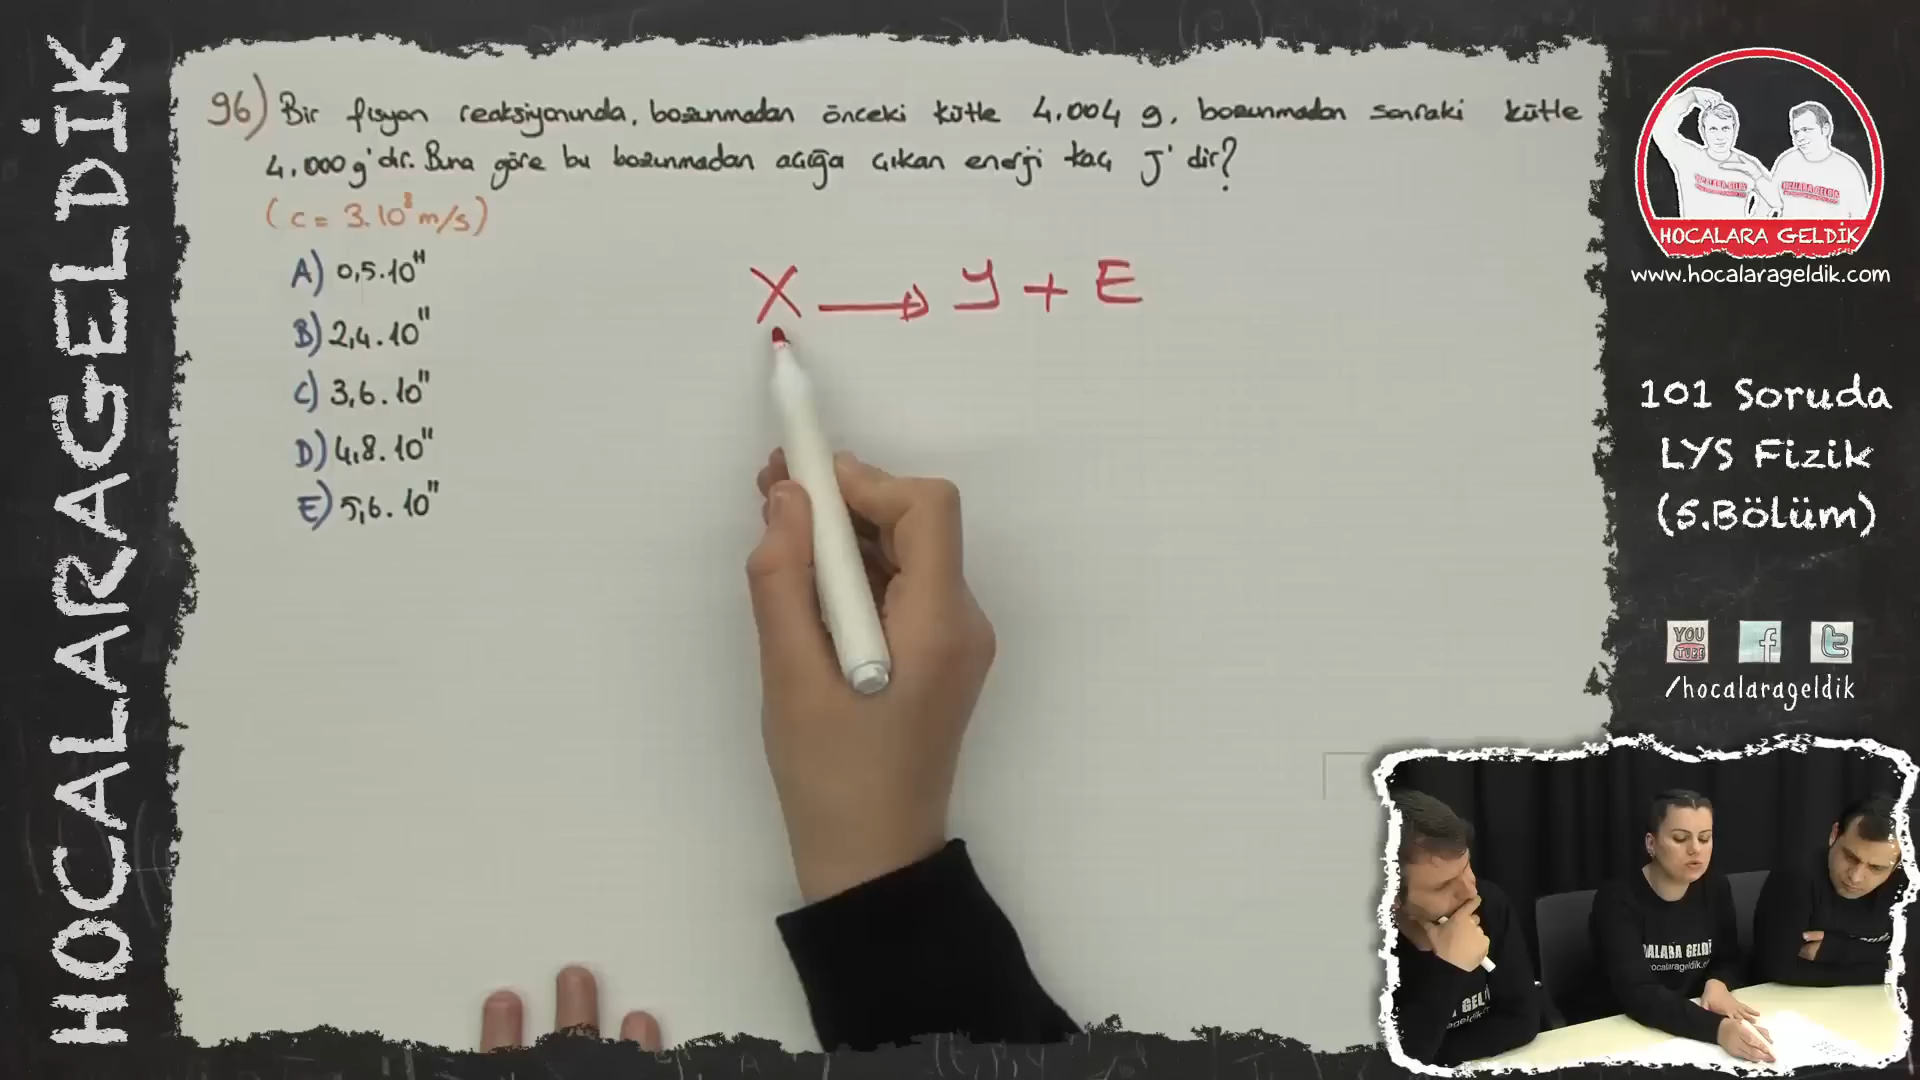 HOCALARAGELDİK
96) Bir fisyon reaksiyonunda, bozunmadan önceki kütle 4,004 g, bozunmadan sonraki kütle
4,000 g' dır. Buna göre bu bozunmadan açığa çıkan enerji kaç J' dir?
(c = 3.10⁸ m/s)
A) 0,5.10¹¹
B) 2,4.10¹¹
C) 3,6.10¹¹
D) 4,8.10¹¹
E) 5,6.10¹¹
X → Y + E
HOCALARA GELDİK
www.hocalarageldik.com
101 Soruda
LYS Fizik
(5.Bölüm)
YOU
TUBE
f
t
/hocalarageldik